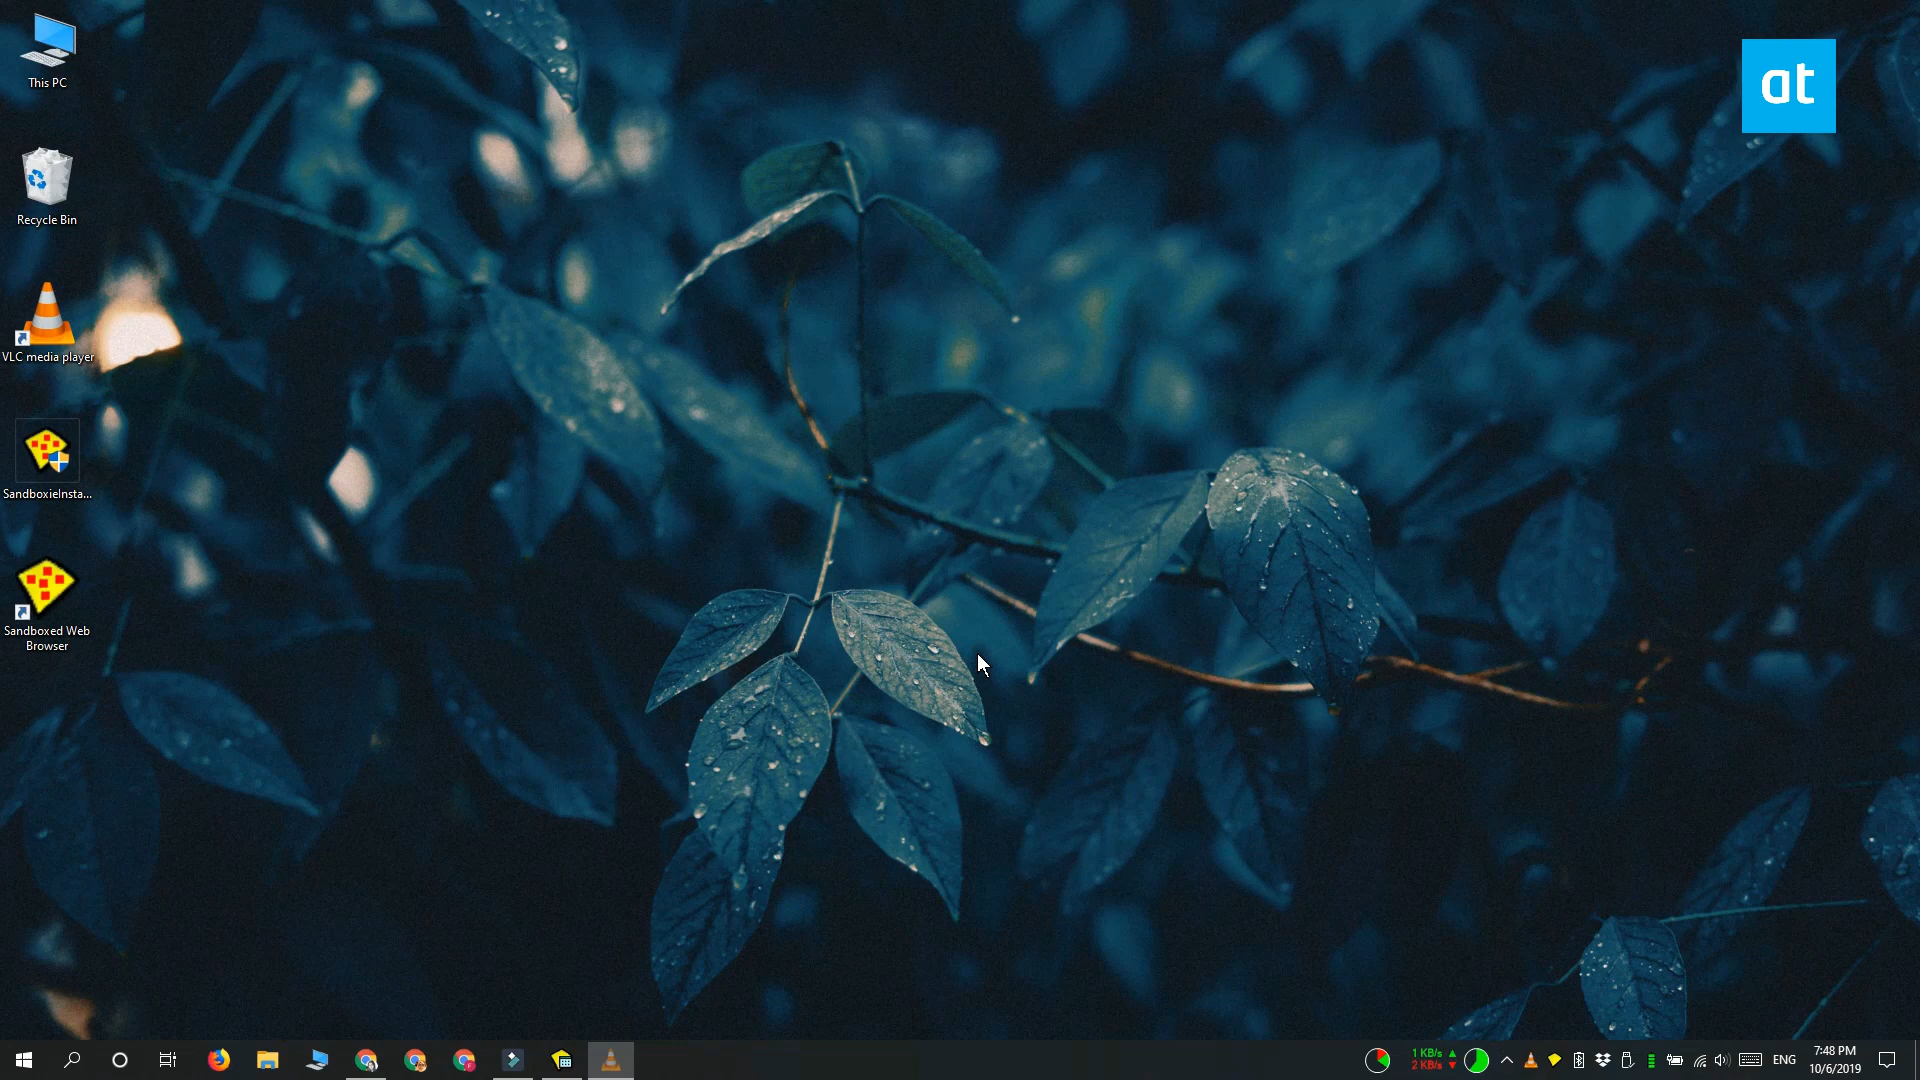 This PC
at
Recycle Bin
VLC media player
SandboxieInsta...
Sandboxed Web
Browser
1 KB/s
2 KB/s
ENG
7:48 PM
10/6/2019